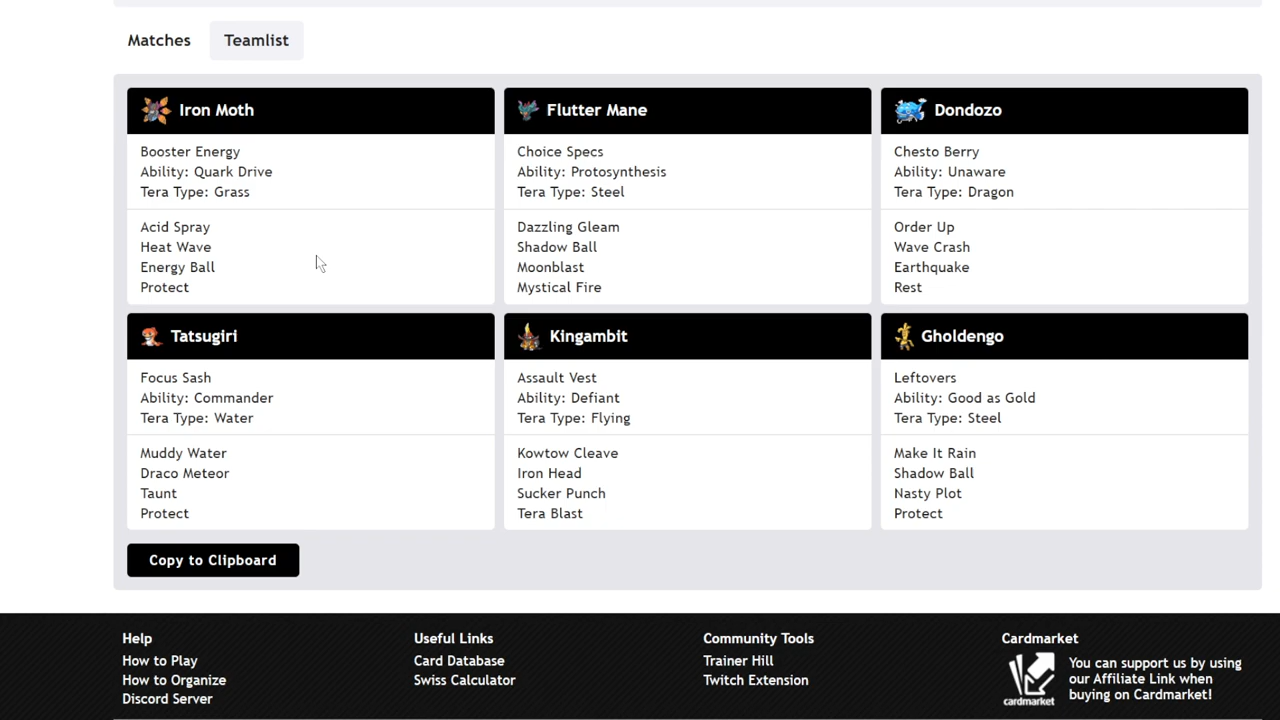 Matches
Teamlist
Iron Moth
Booster Energy
Ability: Quark Drive
Tera Type: Grass
Acid Spray
Heat Wave
Energy Ball
Protect
Flutter Mane
Choice Specs
Ability: Protosynthesis
Tera Type: Steel
Dazzling Gleam
Shadow Ball
Moonblast
Mystical Fire
Dondozo
Chesto Berry
Ability: Unaware
Tera Type: Dragon
Order Up
Wave Crash
Earthquake
Rest
Tatsugiri
Focus Sash
Ability: Commander
Tera Type: Water
Muddy Water
Draco Meteor
Taunt
Protect
Kingambit
Assault Vest
Ability: Defiant
Tera Type: Flying
Kowtow Cleave
Iron Head
Sucker Punch
Tera Blast
Gholdengo
Leftovers
Ability: Good as Gold
Tera Type: Steel
Make It Rain
Shadow Ball
Nasty Plot
Protect
Copy to Clipboard
Help
How to Play
How to Organize
Discord Server
Useful Links
Card Database
Swiss Calculator
Community Tools
Trainer Hill
Twitch Extension
Cardmarket
cardmarket
You can support us by using
our Affiliate Link when
buying on Cardmarket!